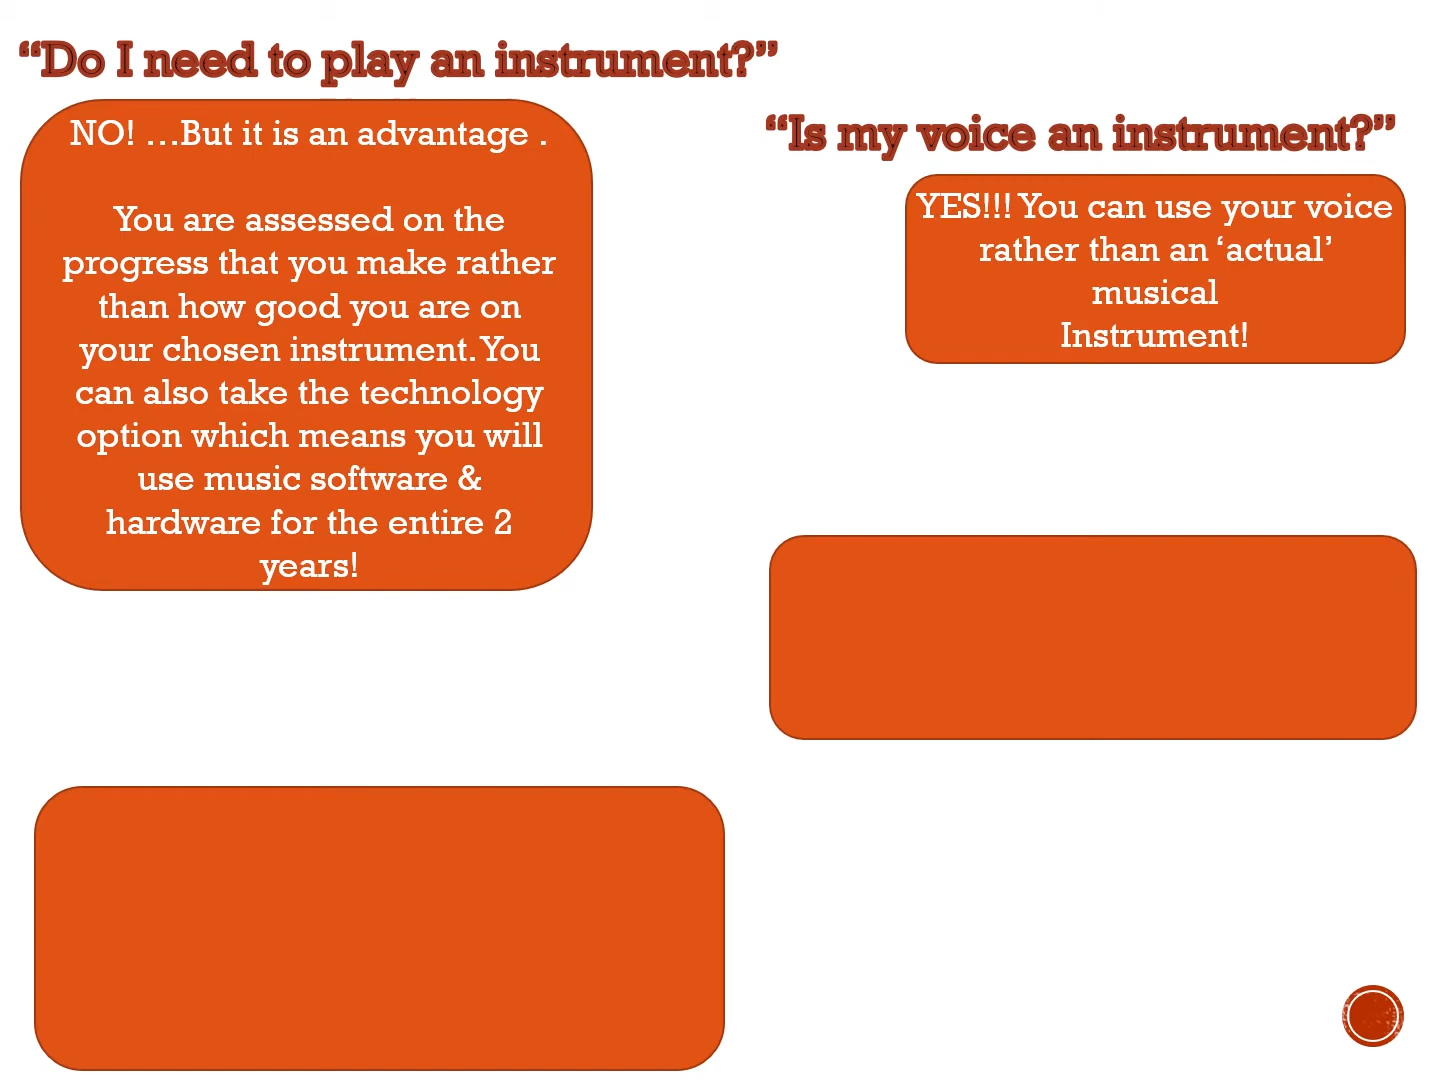 “Do I need to play an instrument?”
NO! …But it is an advantage .
You are assessed on the
progress that you make rather
than how good you are on
your chosen instrument. You
can also take the technology
option which means you will
use music software &
hardware for the entire 2
years!
“Is my voice an instrument?”
YES!!! You can use your voice
rather than an ‘actual’
musical
Instrument!